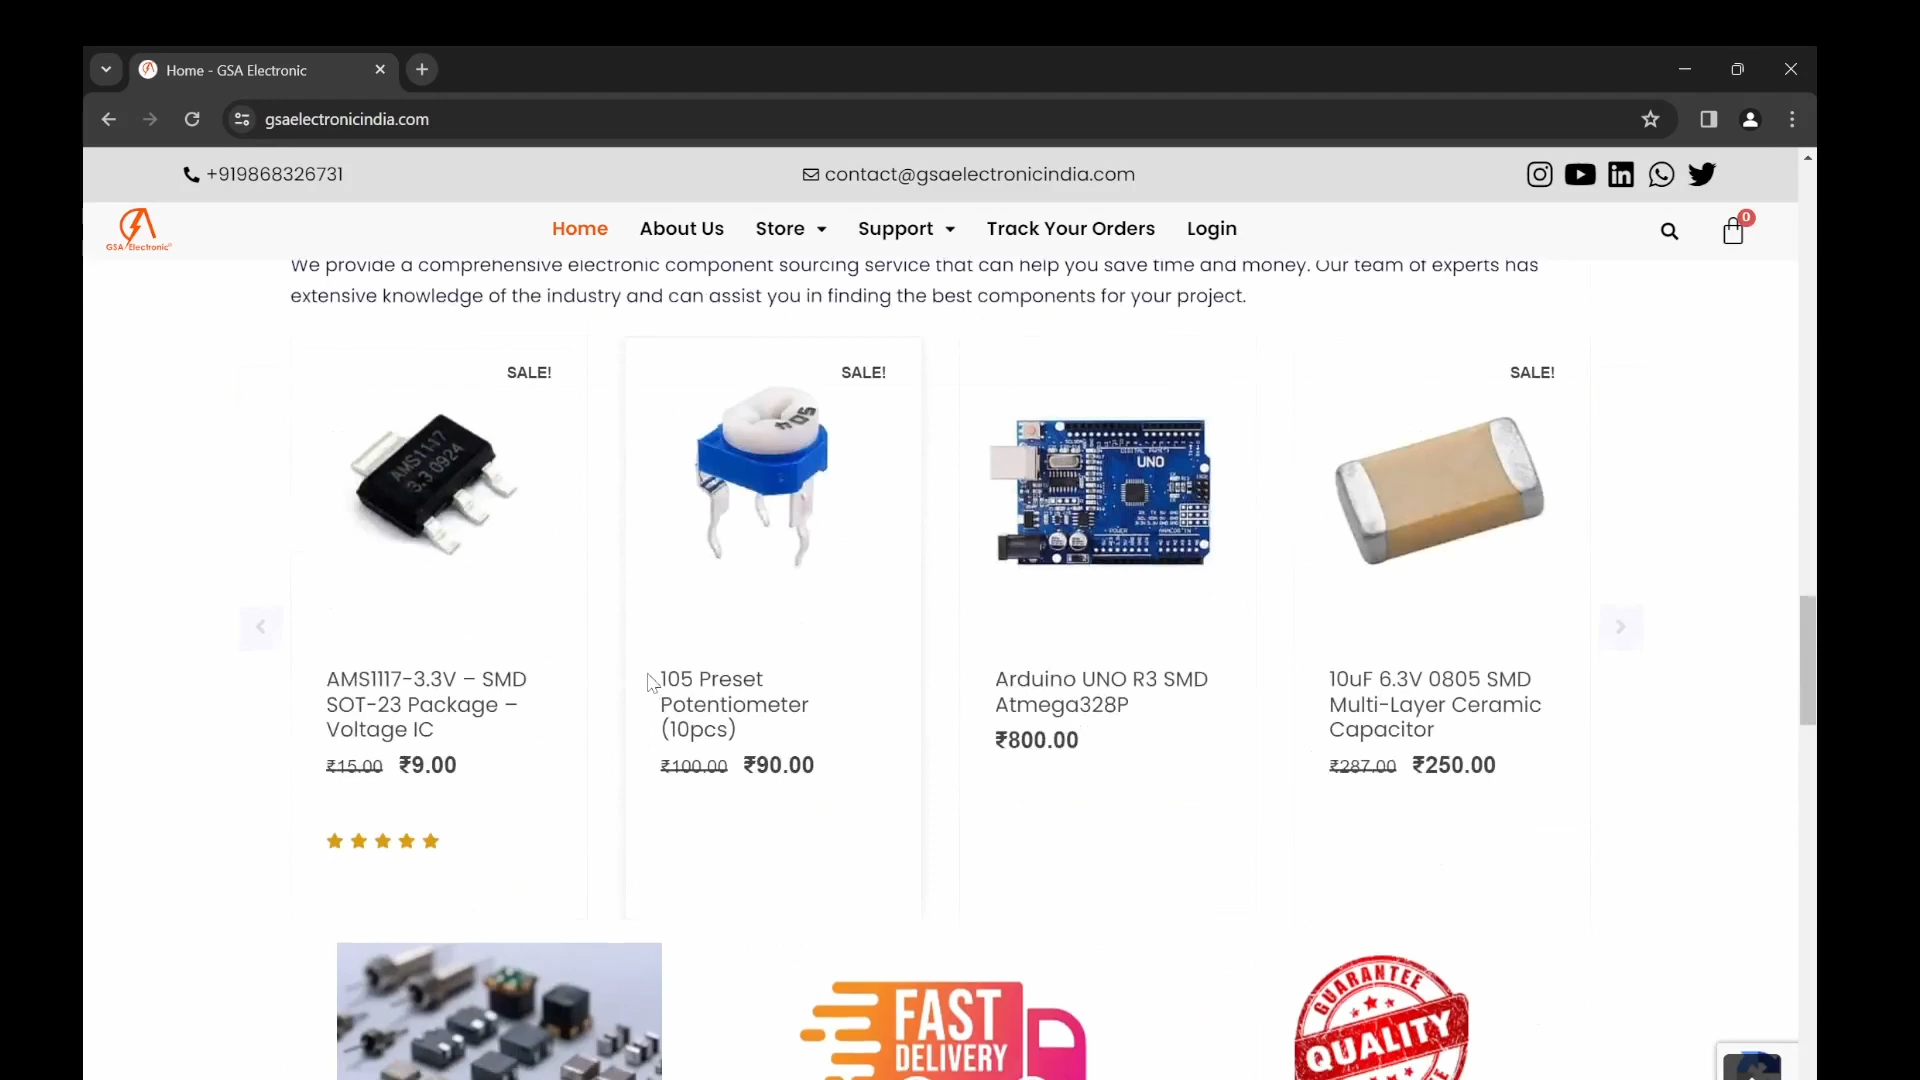 Home - GSA Electronic
gsaelectronicindia.com
+919868326731
contact@gsaelectronicindia.com
GSA Electronic
Home
About Us
Store
Support
Track Your Orders
Login
0
We provide a comprehensive electronic component sourcing service that can help you save time and money. Our team of experts has
extensive knowledge of the industry and can assist you in finding the best components for your project.
SALE!
SALE!
SALE!
AMS1117
3.3 0924
504
UNO
AMS1117-3.3V – SMD
SOT-23 Package –
Voltage IC
₹15.00 ₹9.00
105 Preset
Potentiometer
(10pcs)
₹100.00 ₹90.00
Arduino UNO R3 SMD
Atmega328P
₹800.00
10uF 6.3V 0805 SMD
Multi-Layer Ceramic
Capacitor
₹287.00 ₹250.00
FAST
DELIVERY
GUARANTEE
QUALITY